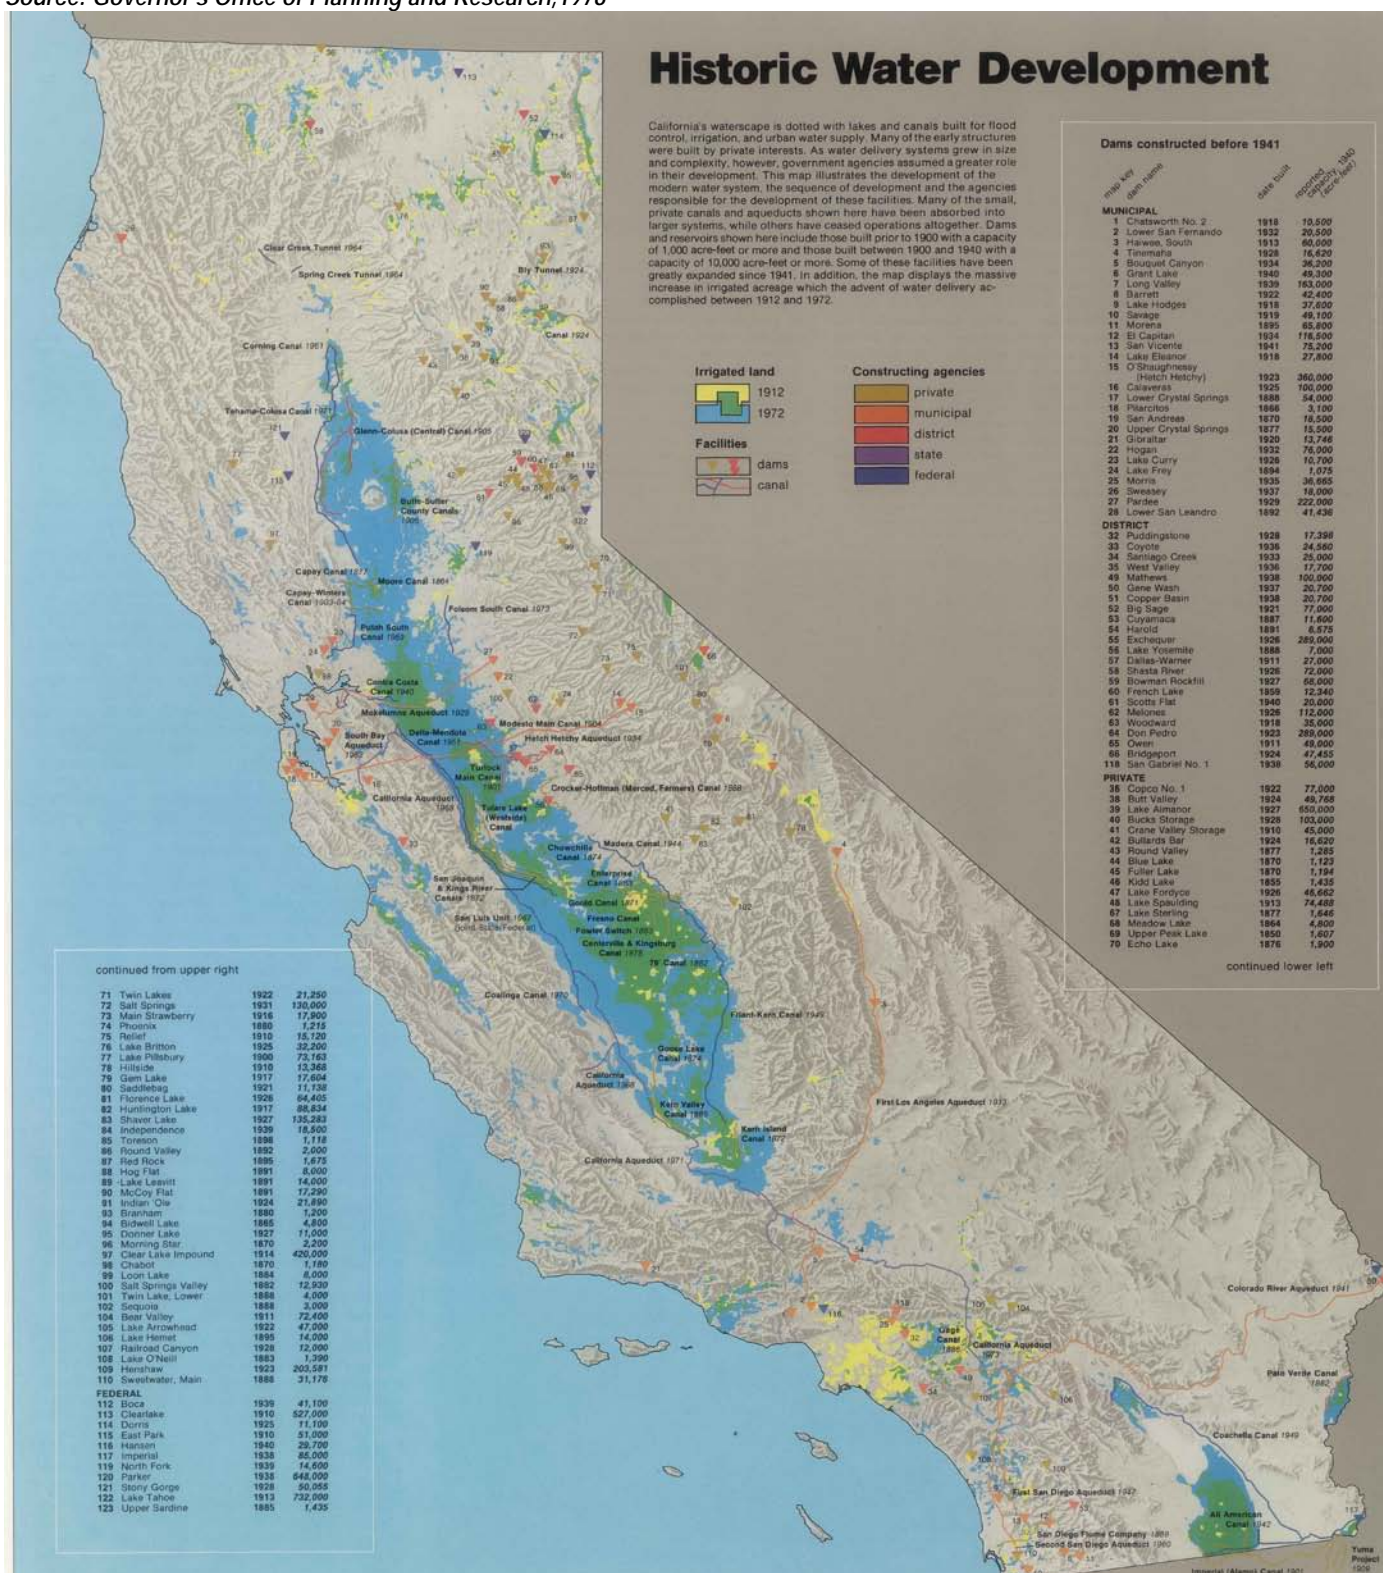 Source: Governor's Office of Planning and Research, 1978
Historic Water Development
California's waterscape is dotted with lakes and canals built for flood
control, irrigation, and urban water supply. Many of the early structures
were built by private interests. As water delivery systems grew in size
and complexity, however, government agencies assumed a greater role
in their development. This map illustrates the development of the
modern water system, the sequence of development and the agencies
responsible for the development of these facilities. Many of the small,
private canals and aqueducts shown here have been absorbed into
larger systems, while others have ceased operations altogether. Dams
and reservoirs shown here include those built prior to 1900 with a capacity
of 1,000 acre-feet or more and those built between 1900 and 1940 with a
capacity of 10,000 acre-feet or more. Some of these facilities have been
greatly expanded since 1941. In addition, the map displays the massive
increase in irrigated acreage which the advent of water delivery ac-
complished between 1912 and 1972.
Irrigated land
1912
1972
Facilities
dams
canal
Constructing agencies
private
municipal
district
state
federal
Dams constructed before 1941
map key
dam name
date built
reported capacity, 1940 (acre-feet)
MUNICIPAL
1 Chatsworth No. 2 1918 10,500
2 Lower San Fernando 1932 20,500
3 Haiwee, South 1913 60,000
4 Tinemaha 1928 16,620
5 Bouquet Canyon 1934 36,200
6 Grant Lake 1940 49,300
7 Long Valley 1939 163,000
8 Barrett 1922 42,400
9 Lake Hodges 1918 37,600
10 Savage 1919 49,100
11 Morena 1895 65,800
12 El Capitan 1934 116,500
13 San Vicente 1941 75,200
14 Lake Eleanor 1918 27,800
15 O'Shaughnessy
(Hetch Hetchy) 1923 360,000
16 Calaveras 1925 100,000
17 Lower Crystal Springs 1888 54,000
18 Pilarcitos 1866 3,100
19 San Andreas 1870 18,500
20 Upper Crystal Springs 1877 15,500
21 Gibraltar 1920 13,746
22 Hogan 1932 76,000
23 Lake Curry 1926 10,700
24 Lake Frey 1894 1,075
25 Morris 1935 36,665
26 Sweasey 1937 18,000
27 Pardee 1929 222,000
28 Lower San Leandro 1892 41,436
DISTRICT
32 Puddingstone 1928 17,398
33 Coyote 1936 24,560
34 Santiago Creek 1933 25,000
35 West Valley 1936 17,700
49 Mathews 1938 100,000
50 Gene Wash 1937 20,700
51 Copper Basin 1938 20,700
52 Big Sage 1921 77,000
53 Cuyamaca 1887 11,600
54 Harold 1891 6,575
55 Exchequer 1926 289,000
56 Lake Yosemite 1888 7,000
57 Dallas-Warner 1911 27,000
58 Shasta River 1926 72,000
59 Bowman Rockfill 1927 68,000
60 French Lake 1859 12,340
61 Scotts Flat 1940 20,000
62 Melones 1926 112,000
63 Woodward 1918 35,000
64 Don Pedro 1923 289,000
65 Owen 1911 49,000
66 Bridgeport 1924 47,455
118 San Gabriel No. 1 1938 56,000
PRIVATE
36 Copco No. 1 1922 77,000
38 Butt Valley 1924 49,768
39 Lake Almanor 1927 650,000
40 Bucks Storage 1928 103,000
41 Crane Valley Storage 1910 45,000
42 Bullards Bar 1924 16,620
43 Round Valley 1877 1,285
44 Blue Lake 1870 1,123
45 Fuller Lake 1870 1,194
46 Kidd Lake 1855 1,435
47 Lake Fordyce 1926 46,662
48 Lake Spaulding 1913 74,488
67 Lake Sterling 1877 1,646
68 Meadow Lake 1864 4,800
69 Upper Peak Lake 1850 1,607
70 Echo Lake 1876 1,900
continued lower left
continued from upper right
71 Twin Lakes 1922 21,250
72 Salt Springs 1931 130,000
73 Main Strawberry 1916 17,900
74 Phoenix 1880 1,215
75 Relief 1910 15,120
76 Lake Britton 1925 32,200
77 Lake Pillsbury 1900 73,163
78 Hillside 1910 13,368
79 Gem Lake 1917 17,604
80 Saddlebag 1921 11,138
81 Florence Lake 1926 64,405
82 Huntington Lake 1917 88,834
83 Shaver Lake 1927 135,283
84 Independence 1939 18,500
85 Toreson 1898 1,118
86 Round Valley 1892 2,000
87 Red Rock 1895 1,675
88 Hog Flat 1891 8,000
89 Lake Leavitt 1891 14,000
90 McCoy Flat 1891 17,290
91 Indian 'Ole 1924 21,890
93 Branham 1880 1,200
94 Bidwell Lake 1865 4,800
95 Donner Lake 1927 11,000
96 Morning Star 1870 2,200
97 Clear Lake Impound 1914 420,000
98 Chabot 1870 1,180
99 Loon Lake 1884 8,000
100 Salt Springs Valley 1882 12,930
101 Twin Lake, Lower 1888 4,000
102 Sequoia 1888 3,000
104 Bear Valley 1911 72,400
105 Lake Arrowhead 1922 47,000
106 Lake Hemet 1895 14,000
107 Railroad Canyon 1928 12,000
108 Lake O'Neill 1883 1,390
109 Henshaw 1923 203,581
110 Sweetwater, Main 1888 31,176
FEDERAL
112 Boca 1939 41,100
113 Clearlake 1910 527,000
114 Dorris 1925 11,100
115 East Park 1910 51,000
116 Hansen 1940 29,700
117 Imperial 1938 85,000
119 North Fork 1939 14,600
120 Parker 1938 648,000
121 Stony Gorge 1928 50,055
122 Lake Tahoe 1913 732,000
123 Upper Sardine 1885 1,435
Clear Creek Tunnel 1964
Spring Creek Tunnel 1964
Bly Tunnel 1924
Canal 1924
Corning Canal 1961
Tehama-Colusa Canal 1971
Glenn-Colusa (Central) Canal 1905
Butte-Sutter
County Canals
Capay Canal
Moore Canal 1864
Capay-Winters
Canal 1903-04
Folsom South Canal 1973
Putah South
Canal
Contra Costa
Canal 1940
Mokelumne Aqueduct 1929
Delta-Mendota
Canal 1951
South Bay
Aqueduct
Modesto Main Canal 1904
Hetch Hetchy Aqueduct 1934
Turlock
Main Canal
Crocker-Hoffman (Merced, Farmers) Canal
California Aqueduct
1968
Tulare Lake
(Westside)
Canal
Madera Canal 1944
Chowchilla
Canal 1874
San Joaquin
& Kings River
Canals 1872
Enterprise
Canal
Gould Canal
San Luis Unit 1967
(joint-State/Federal)
Fresno Canal
Fowler Switch
Centerville & Kingsburg
Canal
76 Canal 1882
Coalinga Canal 1970
Friant-Kern Canal 1949
Goose Lake
Canal 1874
California
Aqueduct 1968
Kern Valley
Canal
Kern Island
Canal
California Aqueduct 1971
First Los Angeles Aqueduct 1913
Colorado River Aqueduct 1941
Gage
Canal
California Aqueduct
1973
Palo Verde Canal
1882
Coachella Canal 1949
First San Diego Aqueduct 1947
All American
Canal 1942
San Diego Flume Company
Second San Diego Aqueduct 1960
Imperial (Alamo) Canal 1901
Yuma
Project